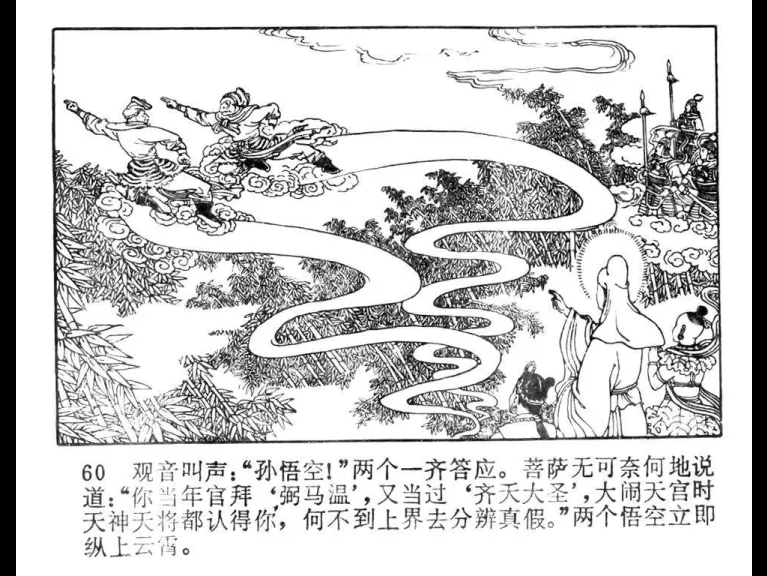 60 观音叫声：“孙悟空！”两个一齐答应。菩萨无可奈何地说
道：“你当年官拜‘弼马温’，又当过‘齐天大圣’，大闹天宫时
天神天将都认得你，何不到上界去分辨真假。”两个悟空立即
纵上云霄。